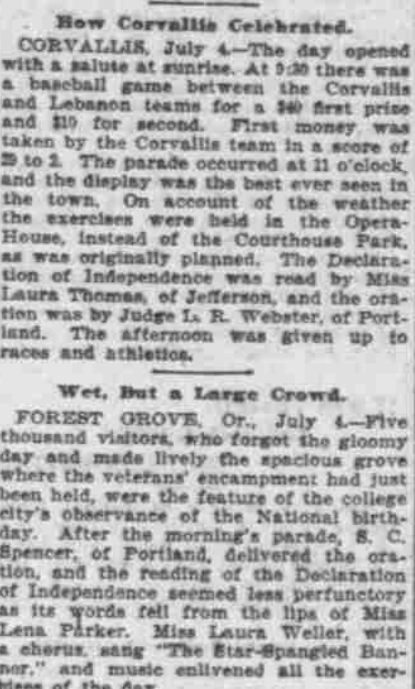 How Corvallis Celebrated.
CORVALLIS, July 4.—The day opened
with a salute at sunrise. At 9:30 there was
a baseball game between the Corvallis
and Lebanon teams for a $40 first prize
and $10 for second. First money was
taken by the Corvallis team in a score of
to 2. The parade occurred at 11 o'clock,
and the display was the best ever seen in
the town. On account of the weather
the exercises were held in the Opera-
House, instead of the Courthouse Park,
as was originally planned. The Declara-
tion of Independence was read by Miss
Laura Thomas, of Jefferson, and the ora-
tion was by Judge L. R. Webster, of Port-
land. The afternoon was given up to
races and athletics.
Wet, But a Large Crowd.
FOREST GROVE, Or., July 4.—Five
thousand visitors, who forgot the gloomy
day and made lively the spacious grove
where the veterans' encampment had just
been held, were the feature of the college
city's observance of the National birth-
day. After the morning's parade, S. C.
Spencer, of Portland, delivered the ora-
tion, and the reading of the Declaration
of Independence seemed less perfunctory
as its words fell from the lips of Miss
Lena Parker. Miss Laura Weller, with
a chorus, sang "The Star-Spangled Ban-
ner," and music enlivened all the exer-
cises of the day.